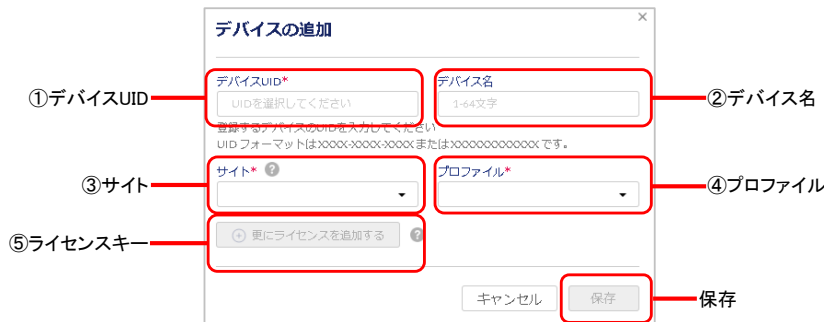 デバイスの追加
×
①デバイスUID
デバイスUID*
UIDを選択してください
デバイス名
1-64文字
②デバイス名
登録するデバイスのUIDを入力してください
UID フォーマットはXXXX-XXXX-XXXXまたはXXXXXXXXXXXXです。
③サイト
サイト* ?
プロファイル*
④プロファイル
⑤ライセンスキー
更にライセンスを追加する ?
キャンセル
保存
保存